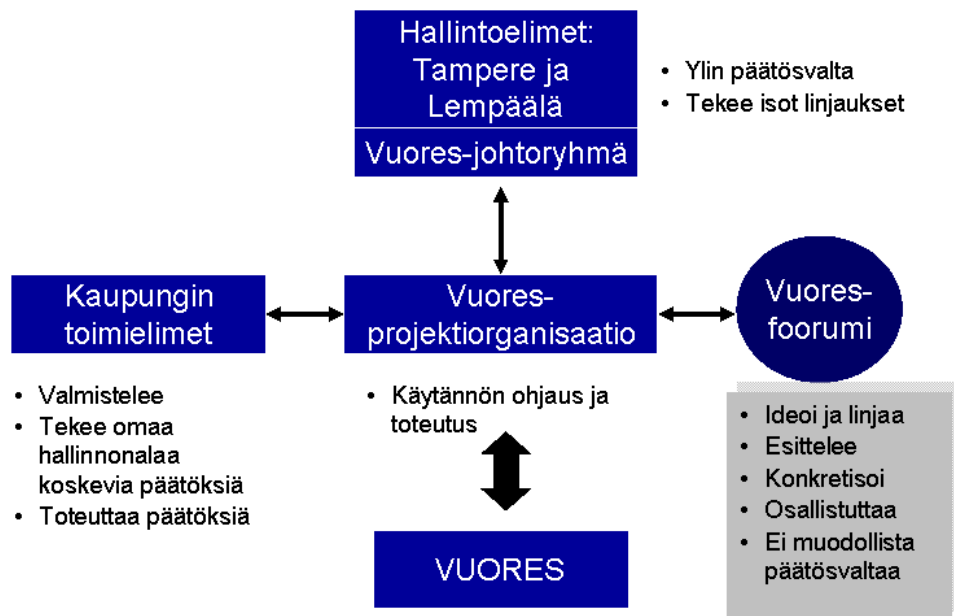 Hallintoelimet:
Tampere ja
Lempäälä
Vuores-johtoryhmä
• Ylin päätösvalta
• Tekee isot linjaukset
Kaupungin
toimielimet
Vuores-
projektiorganisaatio
Vuores-
foorumi
• Valmistelee
• Tekee omaa
hallinnonalaa
koskevia päätöksiä
• Toteuttaa päätöksiä
• Käytännön ohjaus ja
toteutus
• Ideoi ja linjaa
• Esittelee
• Konkretisoi
• Osallistuttaa
• Ei muodollista
päätösvaltaa
VUORES